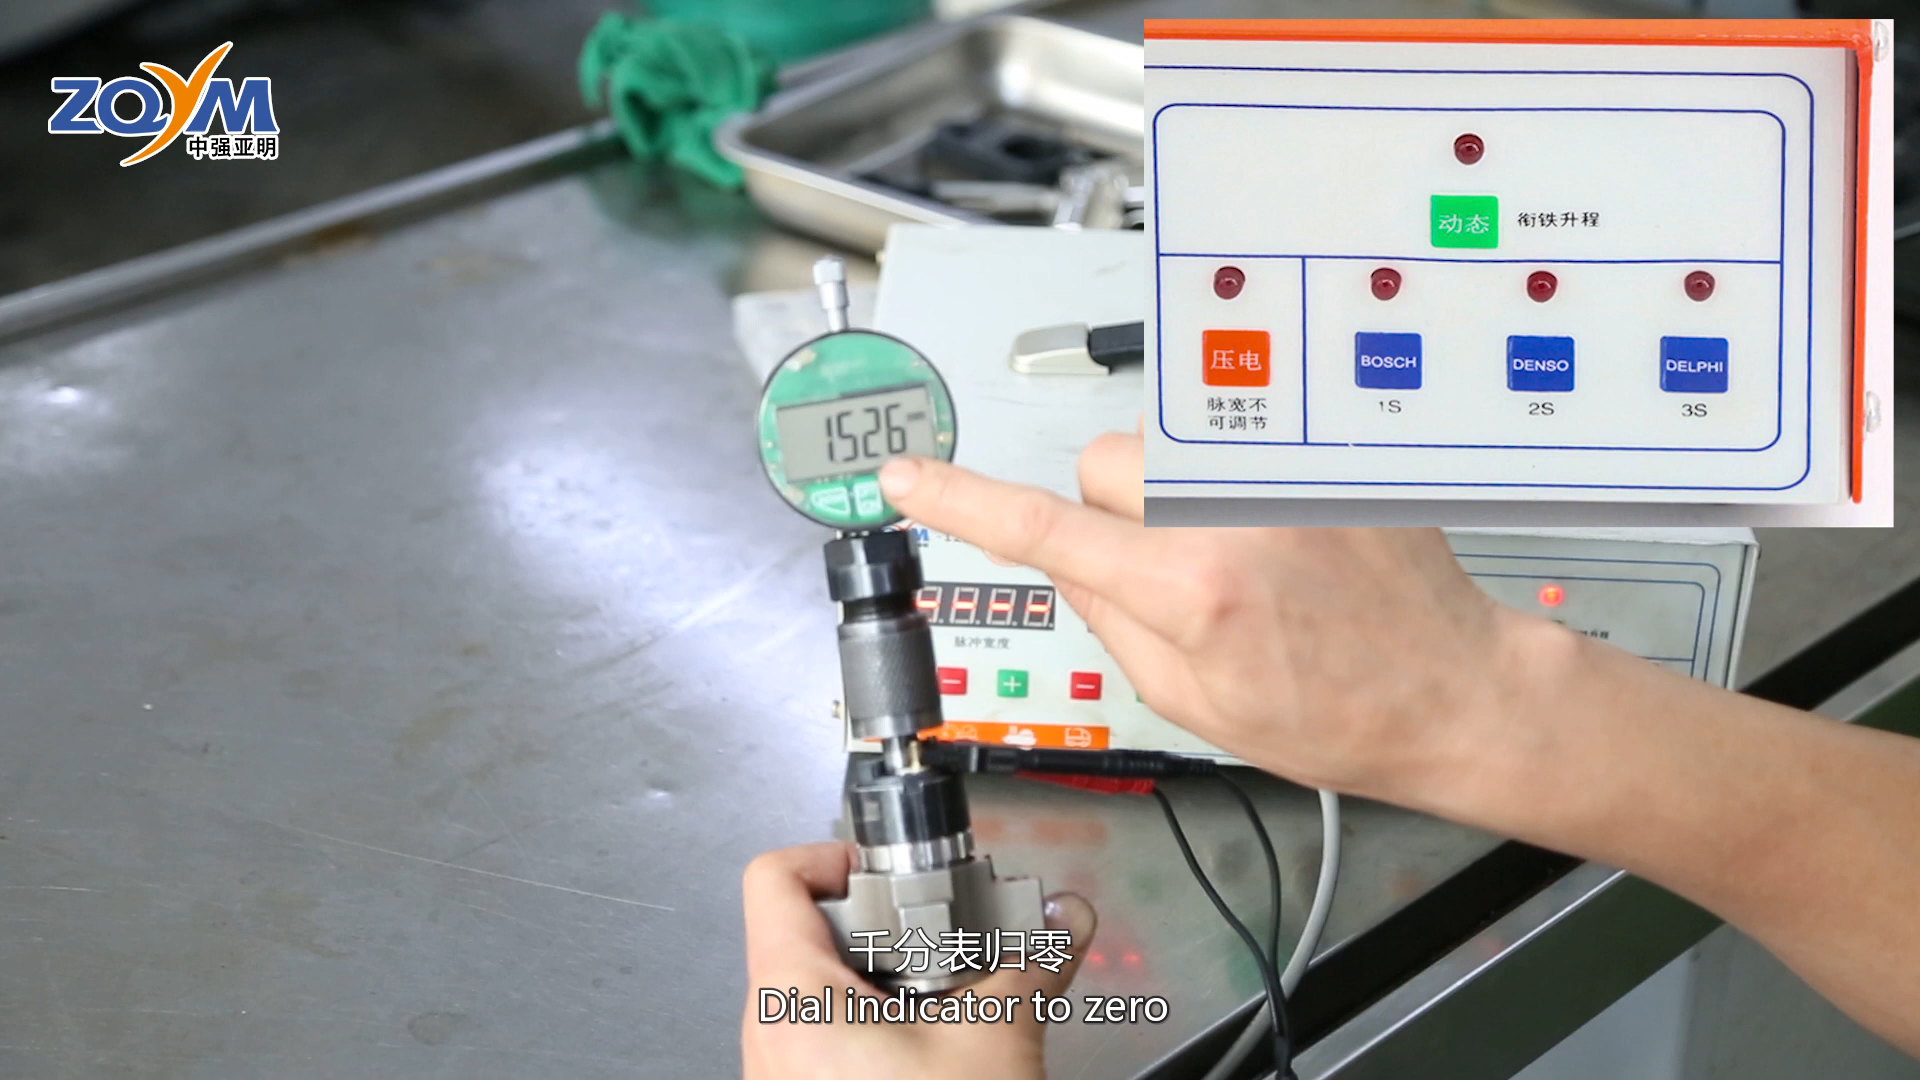 ZQYM
中强亚明
动态 衔铁升程
压电 BOSCH DENSO DELPHI
脉宽不
可调节
1S 2S 3S
1.526
脉冲宽度
− + −
千分表归零
Dial indicator to zero